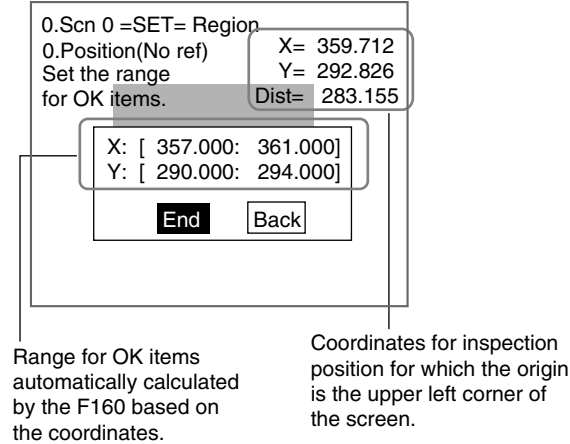 0.Scn 0 =SET= Region
0.Position(No ref)
Set the range
for OK items.
X= 359.712
Y= 292.826
Dist= 283.155
X: [ 357.000: 361.000]
Y: [ 290.000: 294.000]
End Back
Range for OK items
automatically calculated
by the F160 based on
the coordinates.
Coordinates for inspection
position for which the origin
is the upper left corner of
the screen.